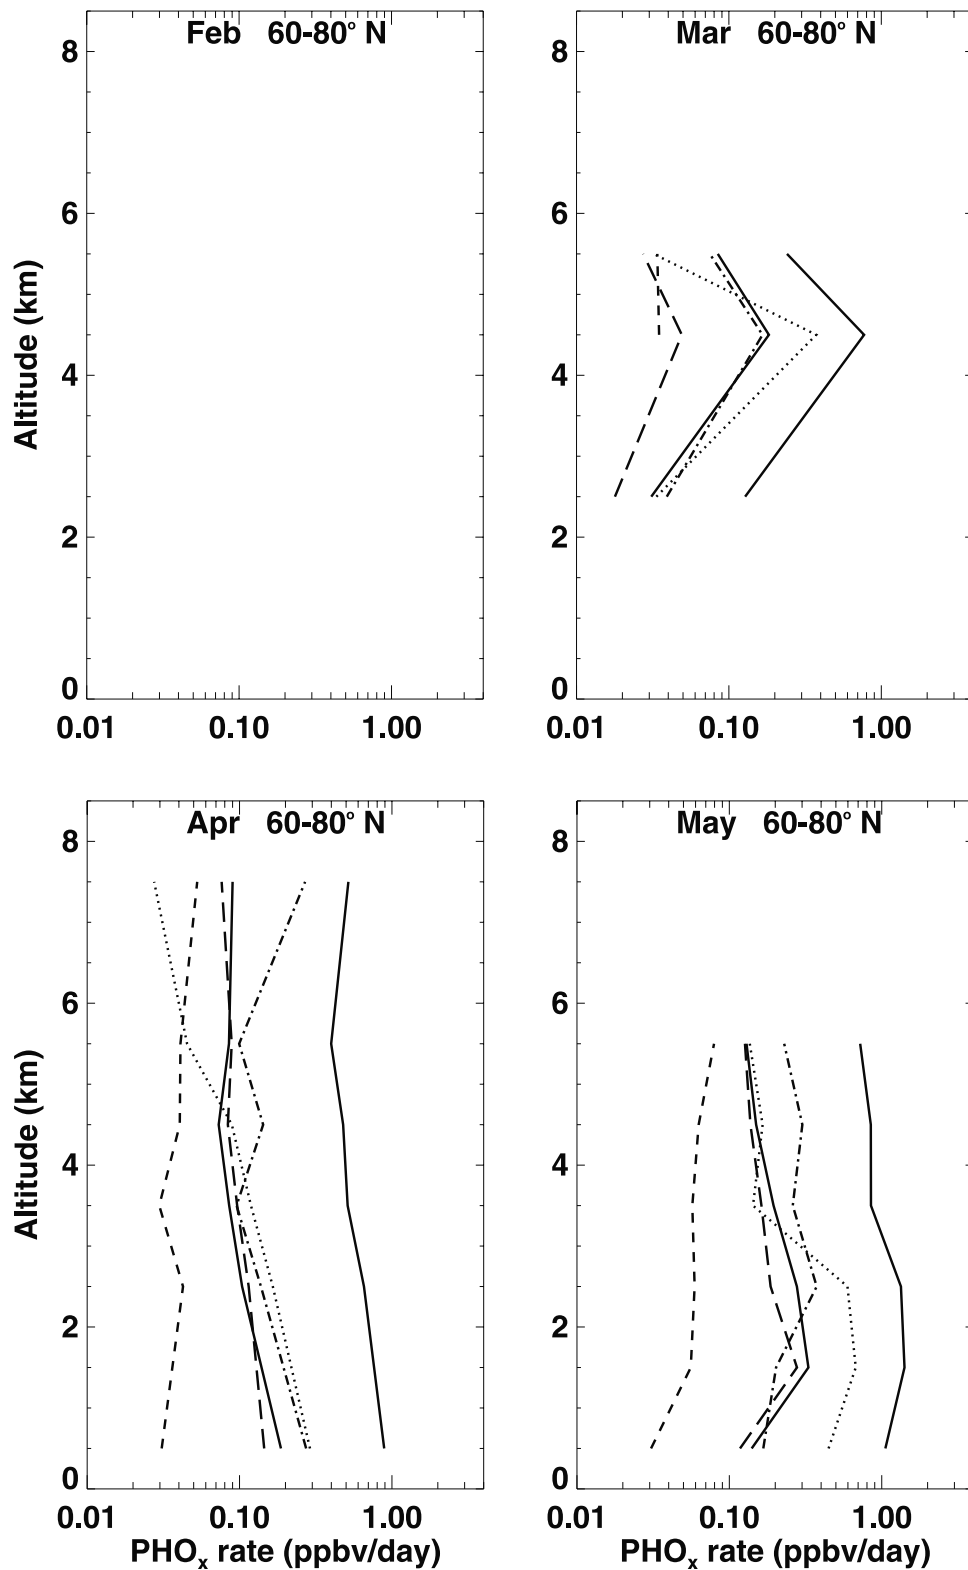 Feb 60-80° N
8
6
4
2
0
Altitude (km)
0.01 0.10 1.00
Mar 60-80° N
8
6
4
2
0
0.01 0.10 1.00
Apr 60-80° N
8
6
4
2
0
Altitude (km)
0.01 0.10 1.00
PHOₓ rate (ppbv/day)
May 60-80° N
8
6
4
2
0
0.01 0.10 1.00
PHOₓ rate (ppbv/day)